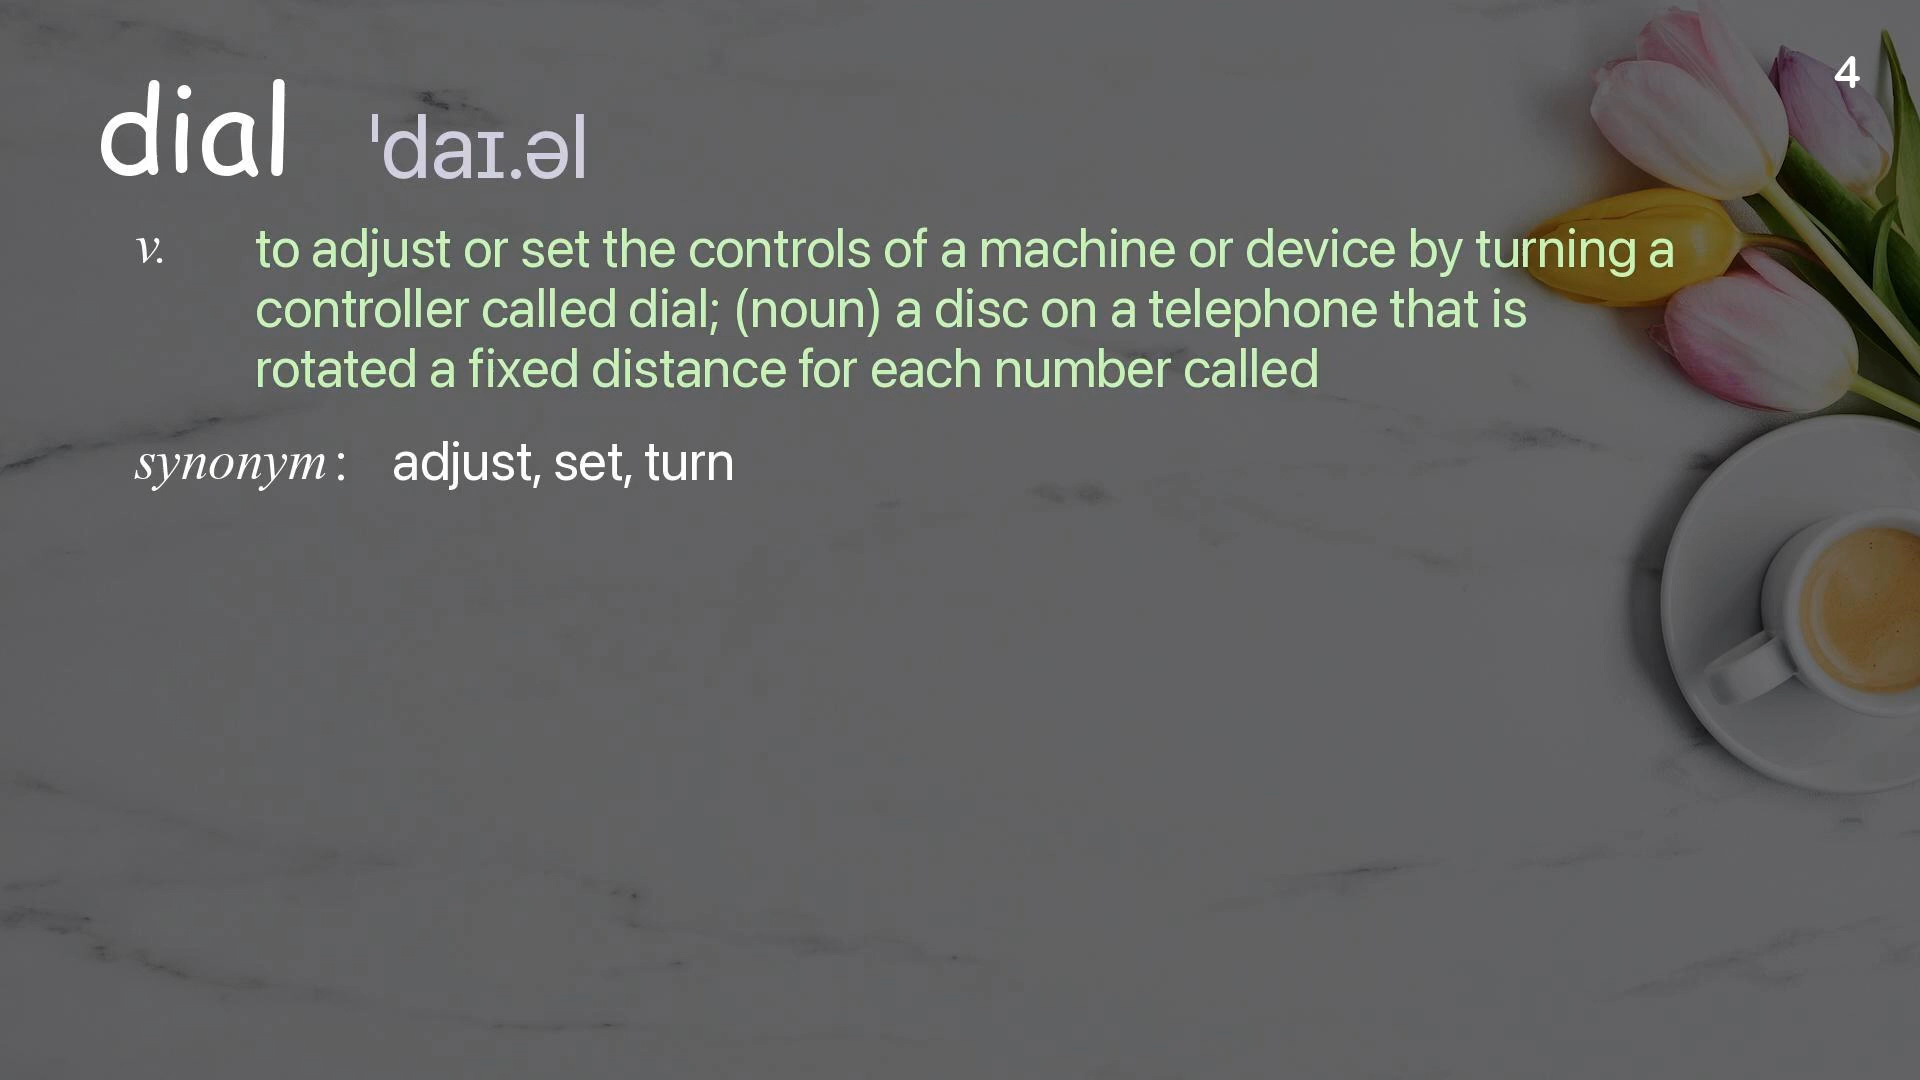 4
dial ˈdaɪ.əl
v. to adjust or set the controls of a machine or device by turning a
controller called dial; (noun) a disc on a telephone that is
rotated a fixed distance for each number called
synonym : adjust, set, turn